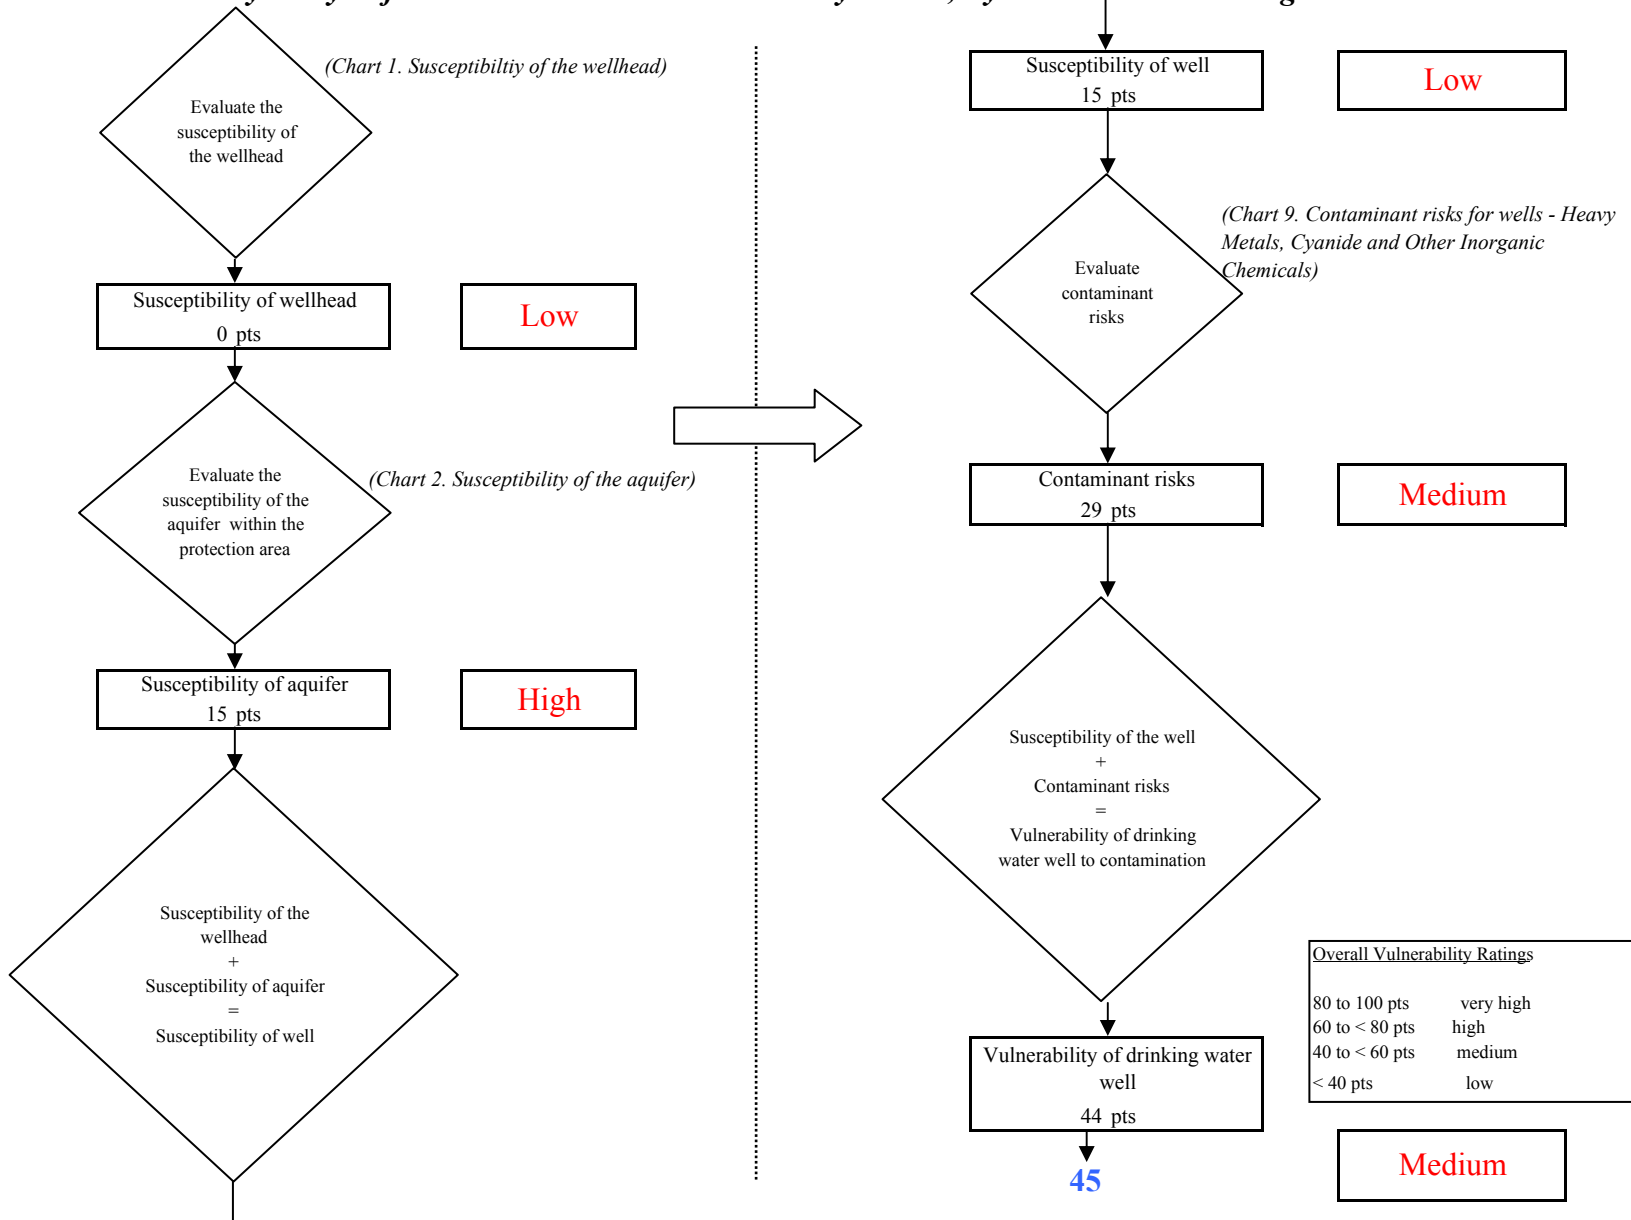 (Chart 1. Susceptibiltiy of the wellhead)
Evaluate the
susceptibility of
the wellhead
Susceptibility of wellhead
0 pts
Low
Evaluate the
susceptibility of the
aquifer within the
protection area
(Chart 2. Susceptibility of the aquifer)
Susceptibility of aquifer
15 pts
High
Susceptibility of the
wellhead
+
Susceptibility of aquifer
=
Susceptibility of well
Susceptibility of well
15 pts
Low
(Chart 9. Contaminant risks for wells - Heavy
Metals, Cyanide and Other Inorganic
Chemicals)
Evaluate
contaminant
risks
Contaminant risks
29 pts
Medium
Susceptibility of the well
+
Contaminant risks
=
Vulnerability of drinking
water well to contamination
Overall Vulnerability Ratings
80 to 100 pts very high
60 to < 80 pts high
40 to < 60 pts medium
< 40 pts low
Vulnerability of drinking water
well
44 pts
45
Medium